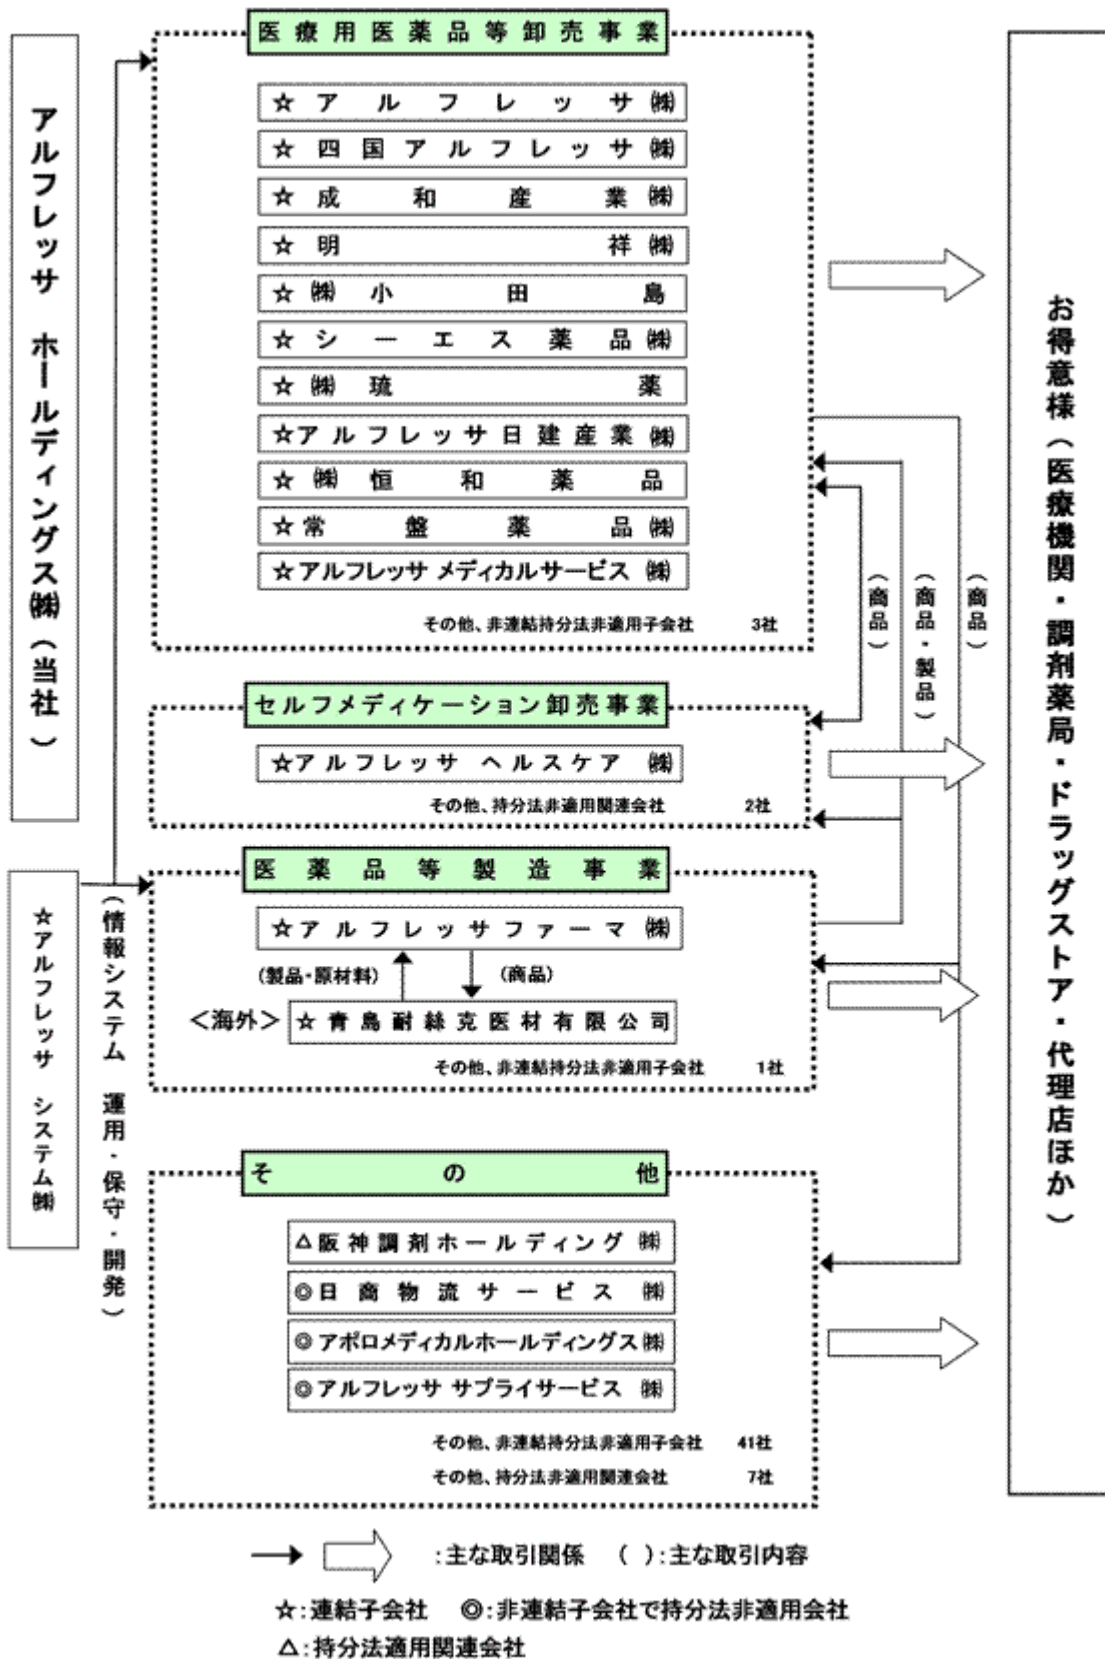 アルフレッサ ホールディングス㈱（当社）
☆アルフレッサ システム㈱
（情報システム 運用・保守・開発）
医療用医薬品等卸売事業
☆アルフレッサ㈱
☆四国アルフレッサ㈱
☆成和産業㈱
☆明祥㈱
☆㈱小田島
☆シーエス薬品㈱
☆㈱琉薬
☆アルフレッサ日建産業㈱
☆㈱恒和薬品
☆常盤薬品㈱
☆アルフレッサ メディカルサービス㈱
その他、非連結持分法非適用子会社 3社
セルフメディケーション卸売事業
☆アルフレッサ ヘルスケア㈱
その他、持分法非適用関連会社 2社
医薬品等製造事業
☆アルフレッサファーマ㈱
(製品・原材料) (商品)
＜海外＞ ☆青島耐絲克医材有限公司
その他、非連結持分法非適用子会社 1社
その他
△阪神調剤ホールディング㈱
◎日商物流サービス㈱
◎アポロメディカルホールディングス㈱
◎アルフレッサ サプライサービス㈱
その他、非連結持分法非適用子会社 41社
その他、持分法非適用関連会社 7社
（商品）
（商品・製品）
（商品）
お得意様（医療機関・調剤薬局・ドラッグストア・代理店ほか）
:主な取引関係 ( ):主な取引内容
☆:連結子会社 ◎:非連結子会社で持分法非適用会社
△:持分法適用関連会社